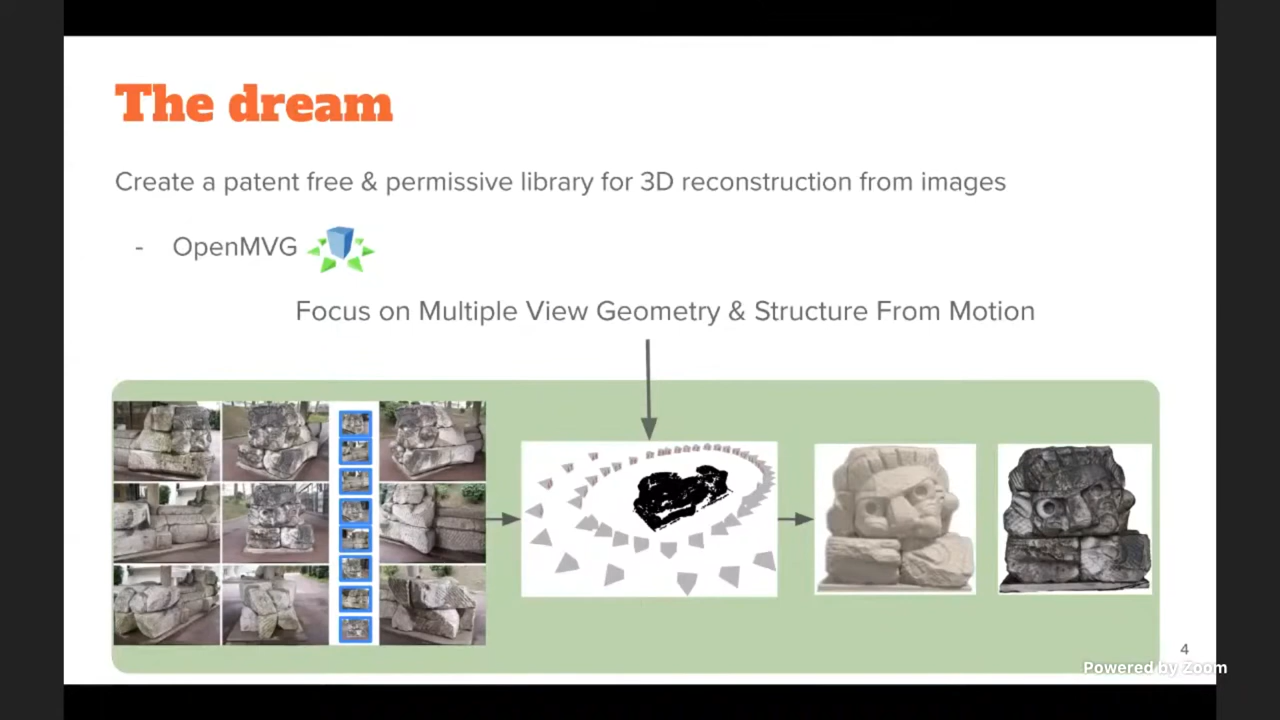 The dream
Create a patent free & permissive library for 3D reconstruction from images
- OpenMVG
Focus on Multiple View Geometry & Structure From Motion
4
Powered by Zoom